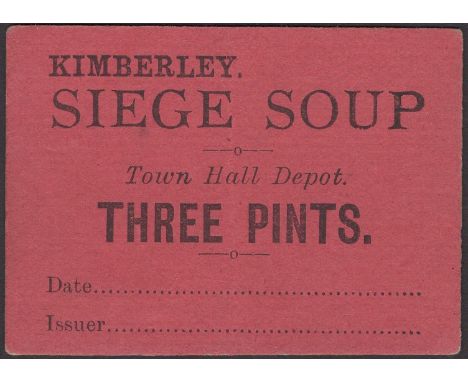 KIMBERLEY.
SIEGE SOUP
Town Hall Depot.
THREE PINTS.
Date..........................................................
Issuer........................................................